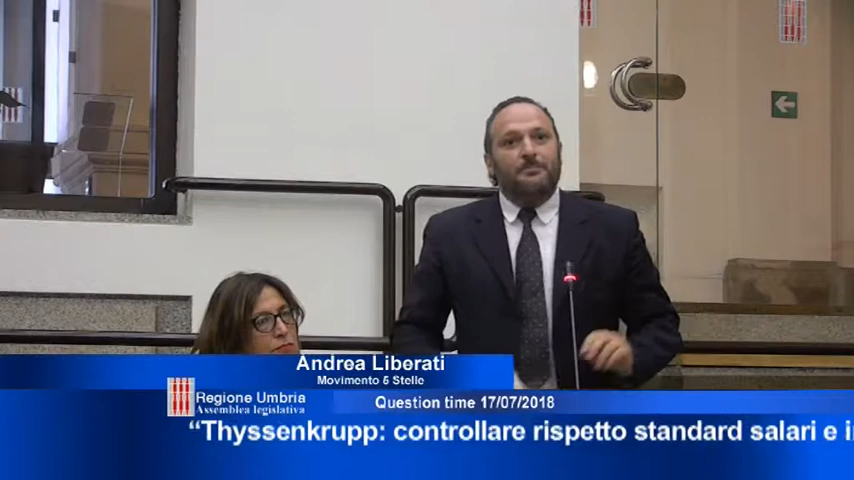 Andrea Liberati
Movimento 5 Stelle
Regione Umbria
Assemblea legislativa
Question time 17/07/2018
“Thyssenkrupp: controllare rispetto standard salari e